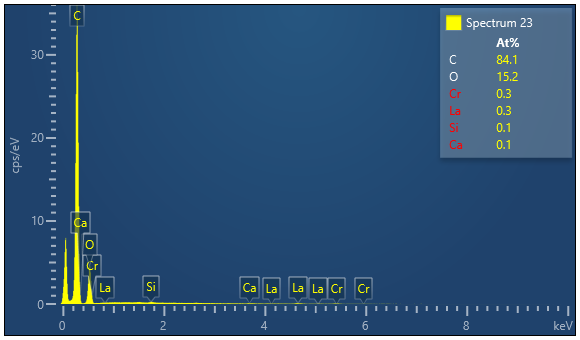 C
Spectrum 23
At%
C 84.1
O 15.2
Cr 0.3
La 0.3
Si 0.1
Ca 0.1
cps/eV
30
20
10
0
Ca
O
Cr
La
Si
Ca
La
La
La
Cr
Cr
0 2 4 6 8 keV